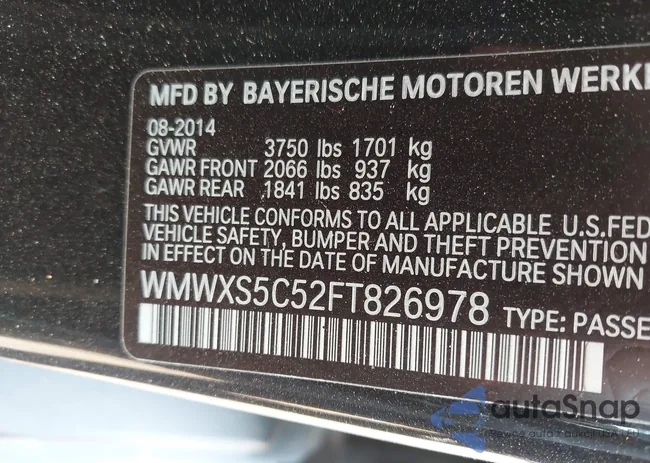 MFD BY BAYERISCHE MOTOREN WERKE
08-2014
GVWR 3750 lbs 1701 kg
GAWR FRONT 2066 lbs 937 kg
GAWR REAR 1841 lbs 835 kg
THIS VEHICLE CONFORMS TO ALL APPLICABLE U.S.FED
VEHICLE SAFETY, BUMPER AND THEFT PREVENTION
IN EFFECT ON THE DATE OF MANUFACTURE SHOWN
WMWXS5C52FT826978 TYPE: PASSE
autoSnap